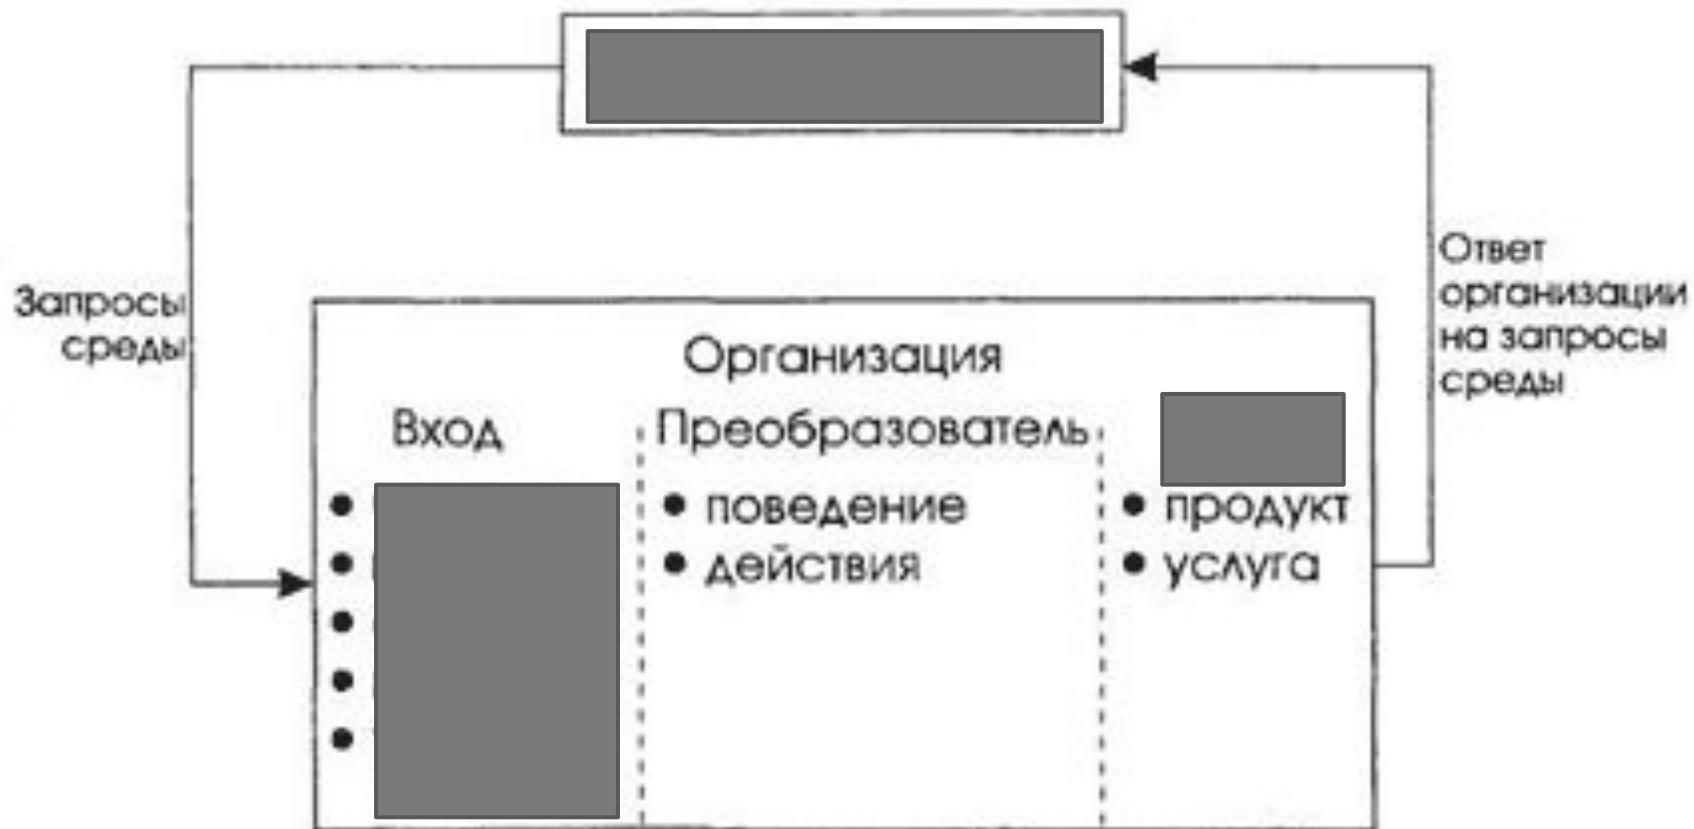 Запросы
среды
Организация
Вход
Преобразователь
• поведение
• действия
• продукт
• услуга
Ответ
организации
на запросы
среды